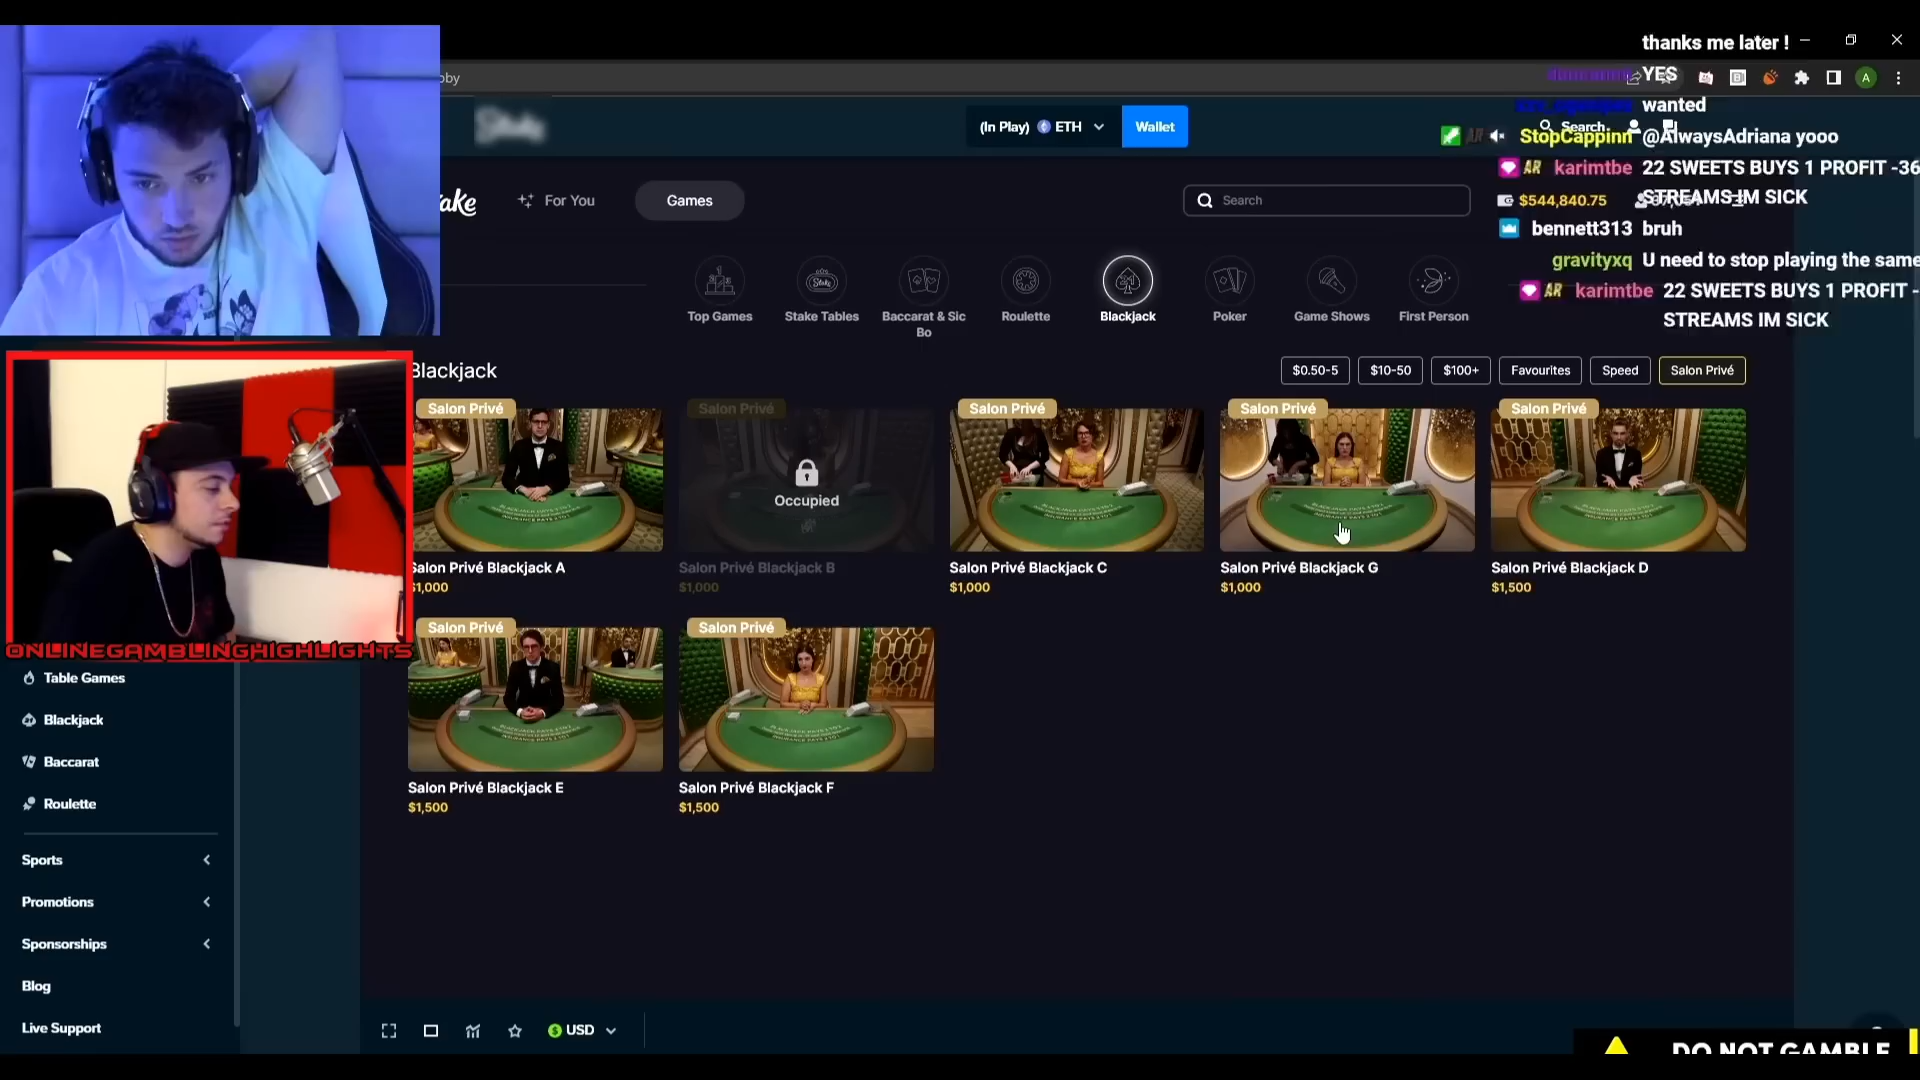 thanks me later !
YES
wanted
StopCappinn @AlwaysAdriana yooo
AR karimtbe 22 SWEETS BUYS 1 PROFIT -36
STREAMS IM SICK
bennett313 bruh
gravityxq U need to stop playing the same
AR karimtbe 22 SWEETS BUYS 1 PROFIT -
STREAMS IM SICK
A
Stake
(In Play) ETH
Wallet
Search
For You
Games
Search
$544,840.75
Top Games
Stake Tables
Baccarat & Sic
Bo
Roulette
Blackjack
Poker
Game Shows
First Person
Blackjack
$0.50-5
$10-50
$100+
Favourites
Speed
Salon Privé
Salon Privé
Salon Privé
Salon Privé
Salon Privé
Salon Privé
Occupied
Salon Privé Blackjack A
$1,000
Salon Privé Blackjack B
$1,000
Salon Privé Blackjack C
$1,000
Salon Privé Blackjack G
$1,000
Salon Privé Blackjack D
$1,500
Salon Privé
Salon Privé
Salon Privé Blackjack E
$1,500
Salon Privé Blackjack F
$1,500
ONLINEGAMBLINGHIGHLIGHTS
Table Games
Blackjack
Baccarat
Roulette
Sports
Promotions
Sponsorships
Blog
Live Support
USD
DO NOT GAMBLE